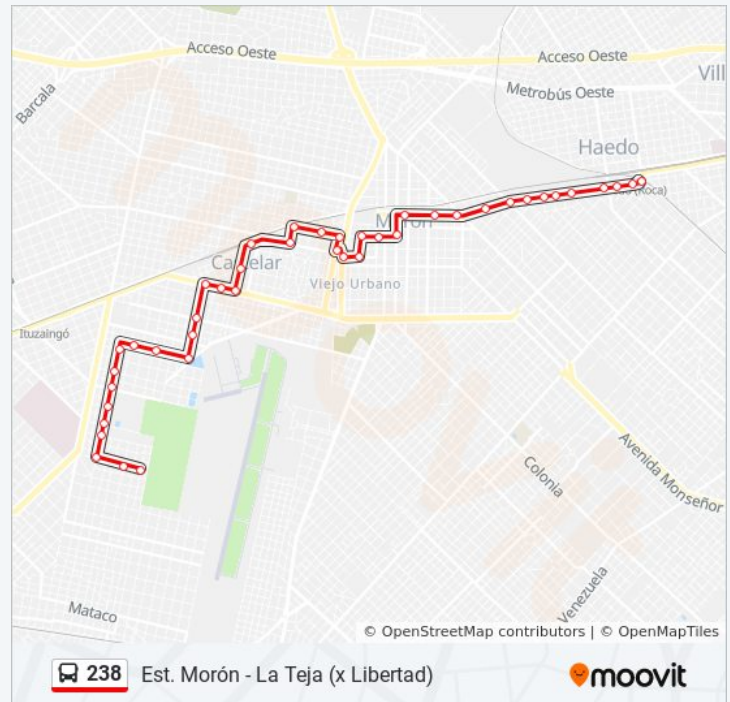 Acceso Oeste
Acceso Oeste
Vill
Metrobús Oeste
Barcala
Haedo
(Roca)
Morón
Castelar
Viejo Urbano
Ituzaingó
Avenida Monseñor
Colonia
Venezuela
Mataco
© OpenStreetMap contributors | © OpenMapTiles
238 Est. Morón - La Teja (x Libertad)
moovit